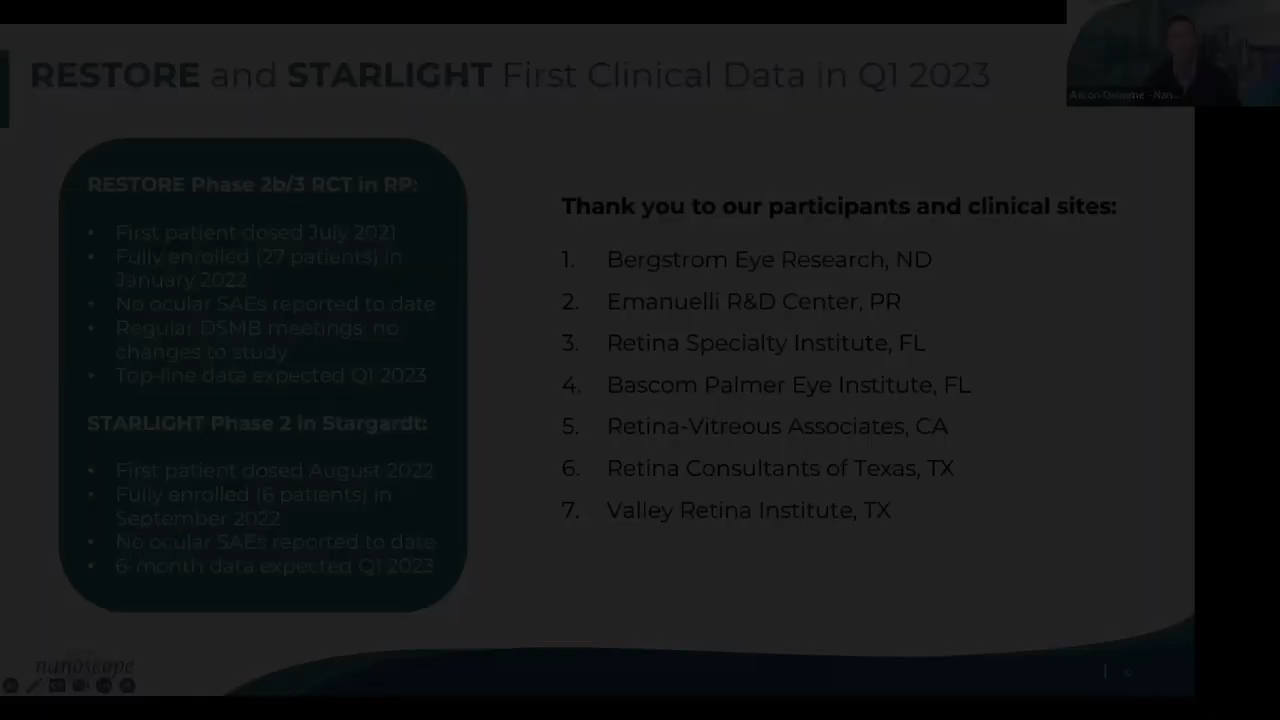 RESTORE and STARLIGHT First Clinical Data in Q1 2023
RESTORE Phase 2b/3 RCT in RP:
• First patient dosed July 2021
• Fully enrolled (27 patients) in
January 2022
• No ocular SAEs reported to date
• Regular DSMB meetings, no
changes to study
• Top-line data expected Q1 2023
STARLIGHT Phase 2 in Stargardt:
• First patient dosed August 2022
• Fully enrolled (6 patients) in
September 2022
• No ocular SAEs reported to date
• 6-month data expected Q1 2023
Thank you to our participants and clinical sites:
1. Bergstrom Eye Research, ND
2. Emanuelli R&D Center, PR
3. Retina Specialty Institute, FL
4. Bascom Palmer Eye Institute, FL
5. Retina-Vitreous Associates, CA
6. Retina Consultants of Texas, TX
7. Valley Retina Institute, TX
nanoscope